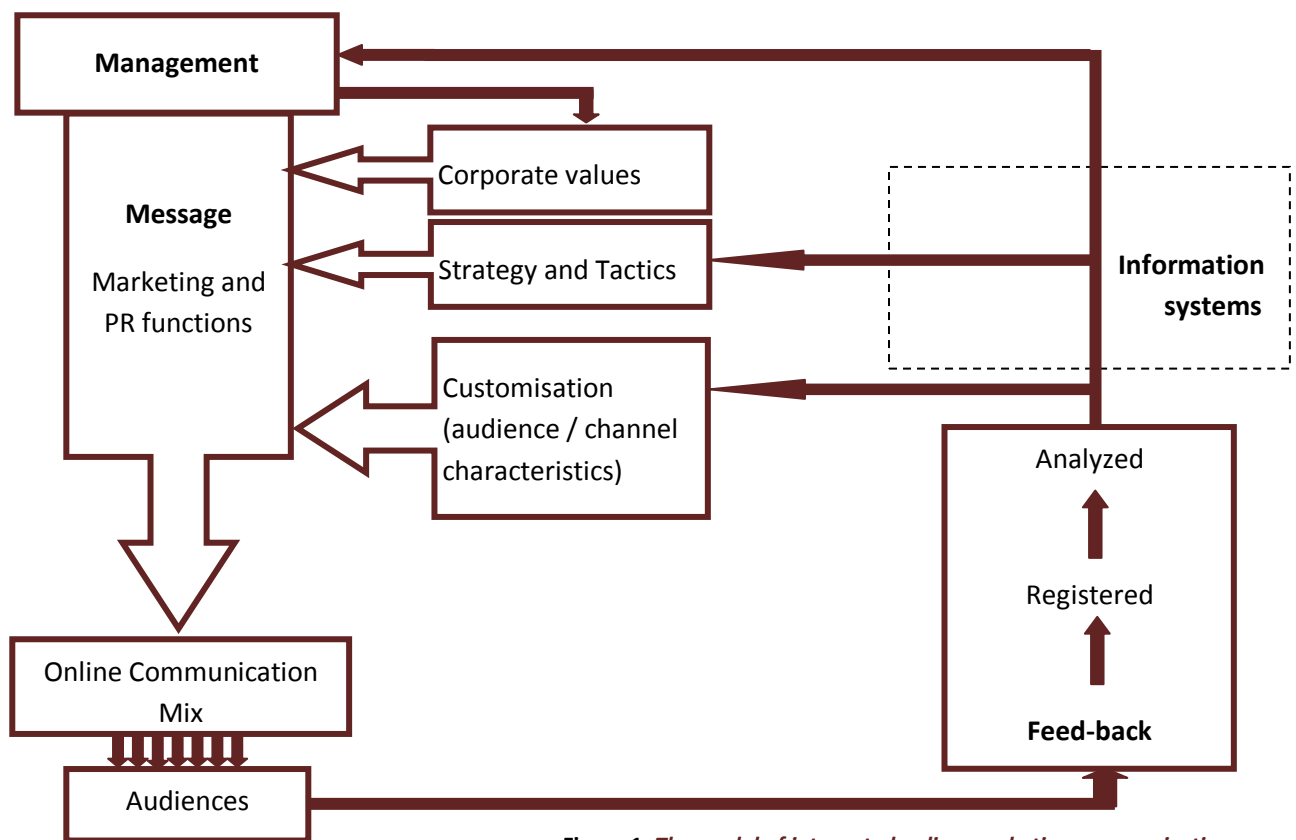 Management
Message
Marketing and
PR functions
Corporate values
Strategy and Tactics
Customisation
(audience / channel
characteristics)
Information
systems
Analyzed
Registered
Feed-back
Online Communication
Mix
Audiences